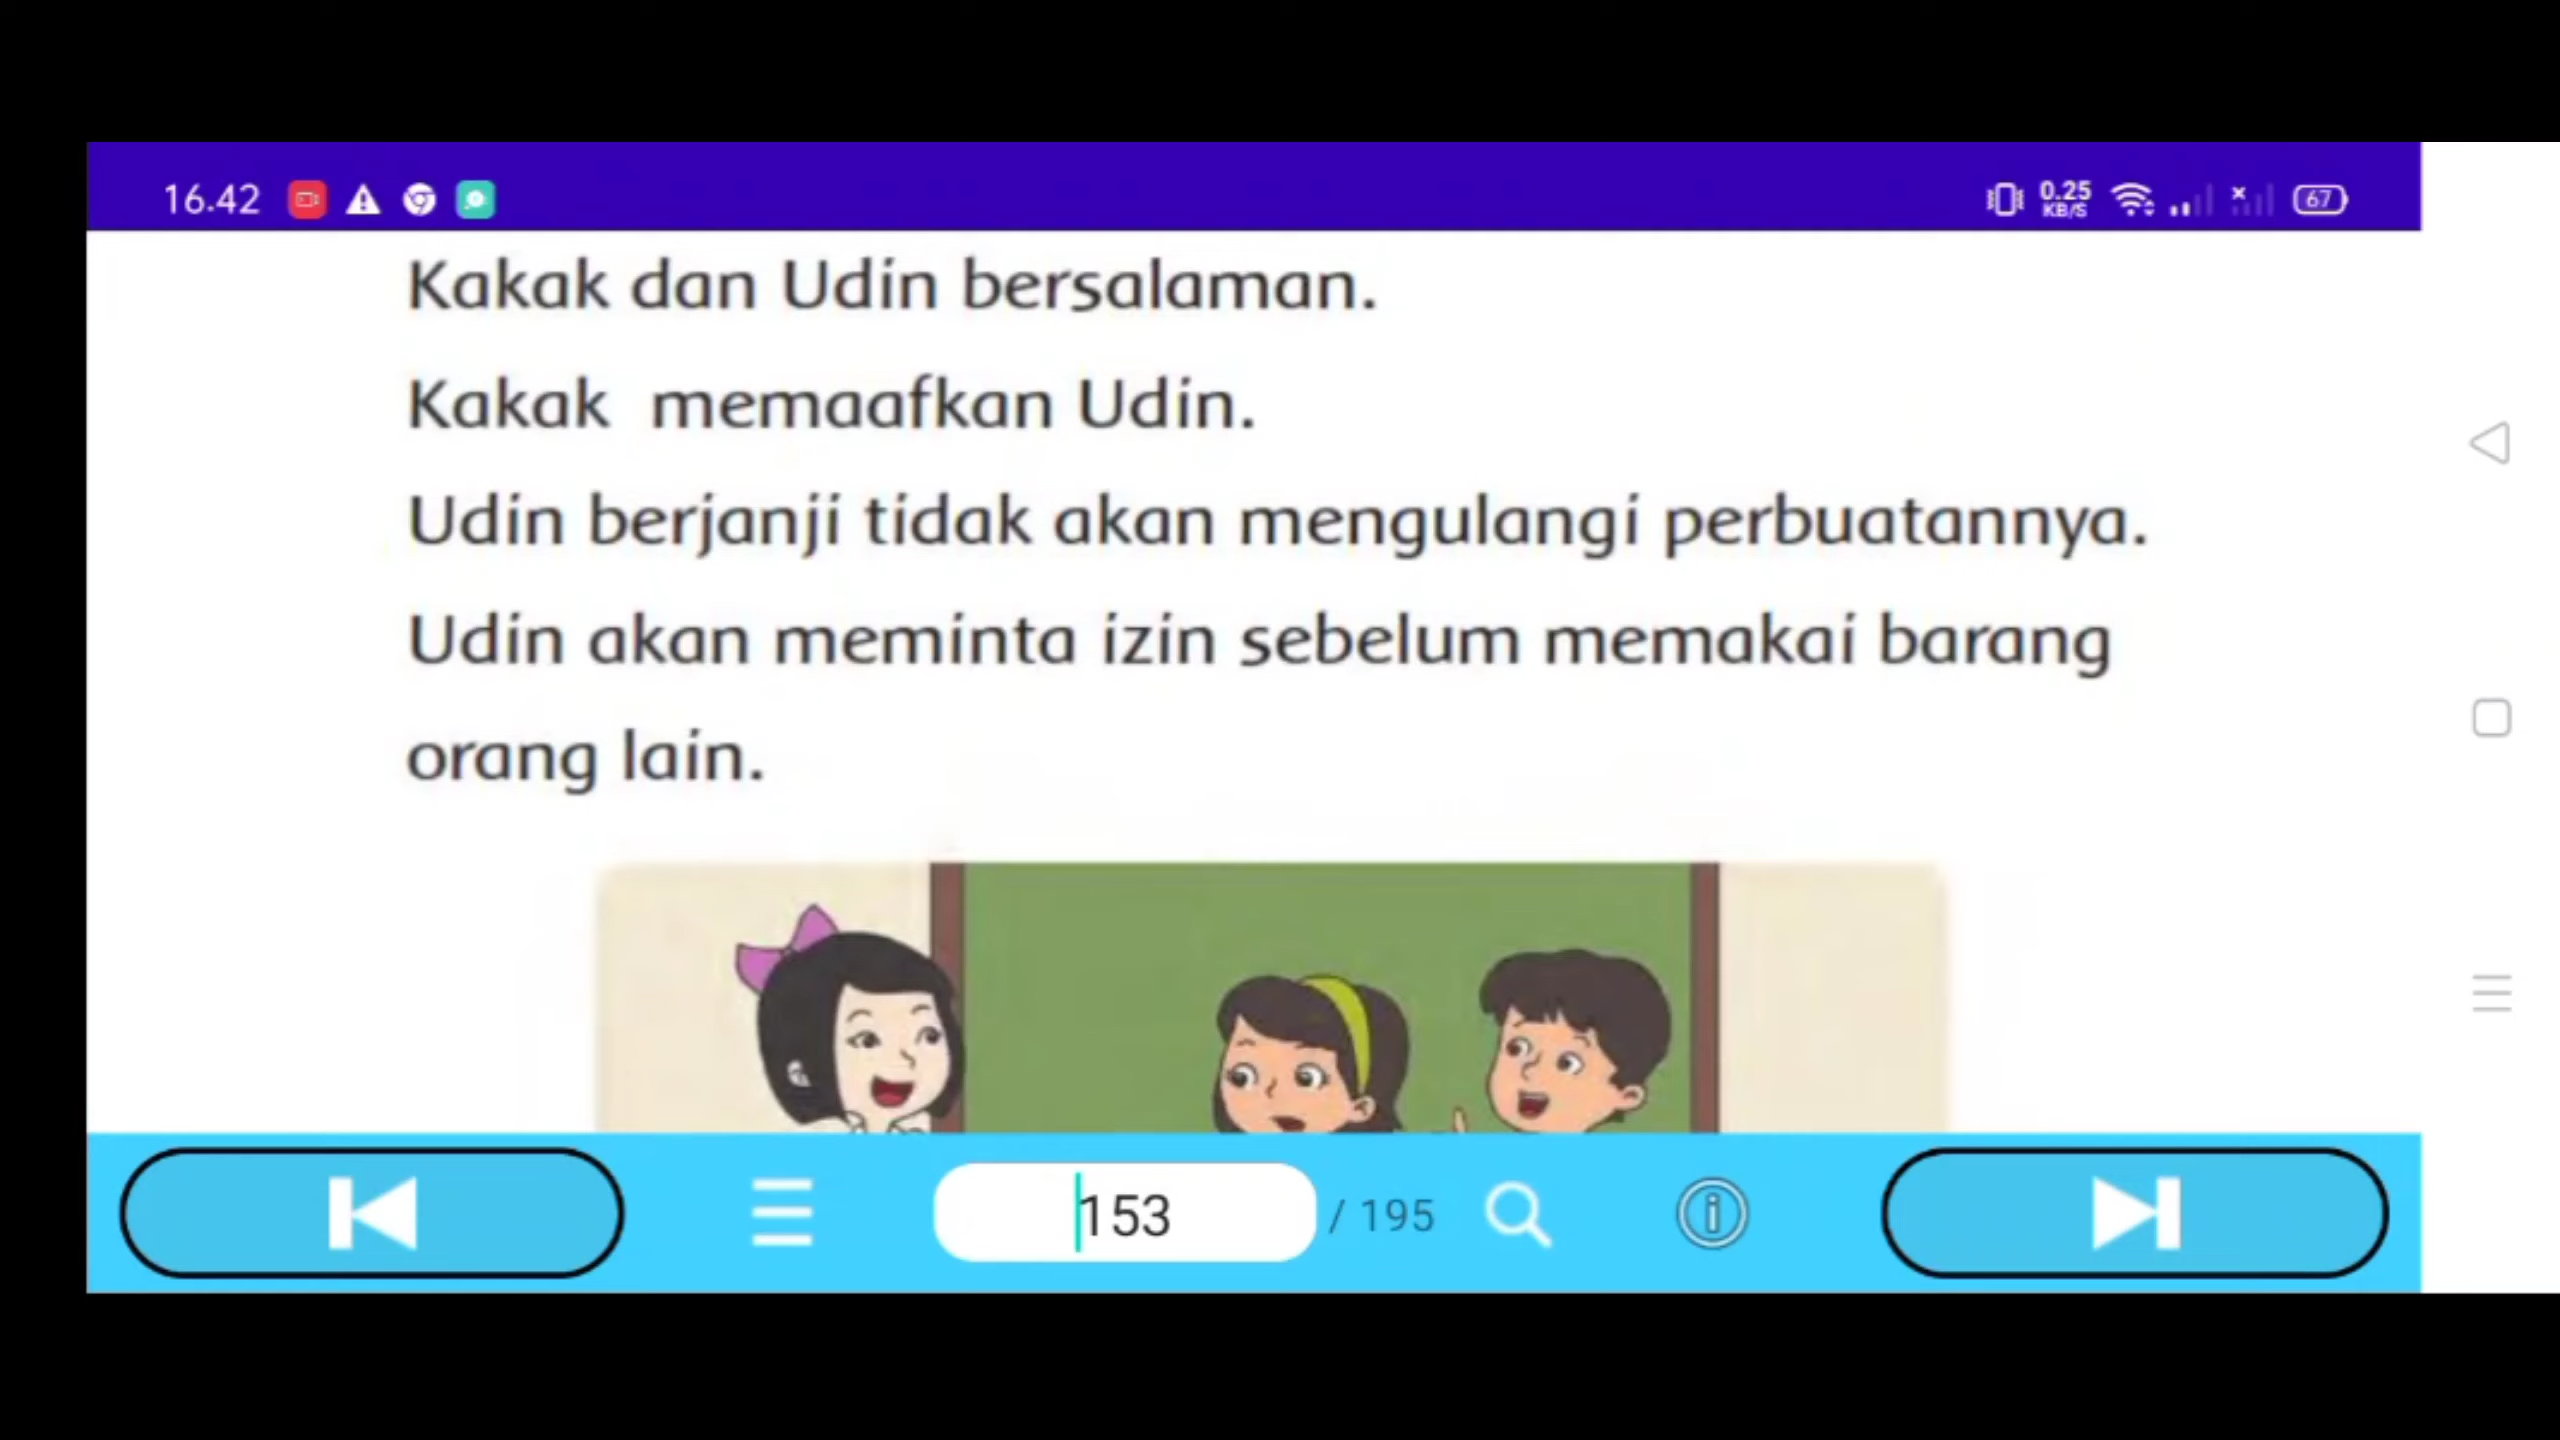 16.42
0.25
KB/S
67
Kakak dan Udin bersalaman.
Kakak memaafkan Udin.
Udin berjanji tidak akan mengulangi perbuatannya.
Udin akan meminta izin sebelum memakai barang
orang lain.
153 / 195